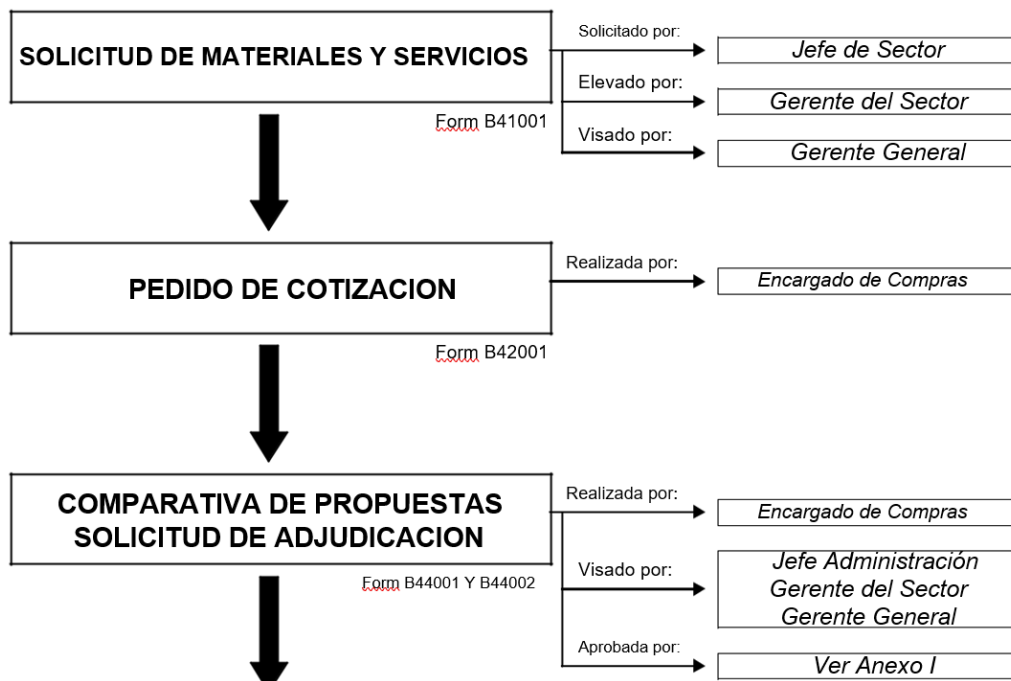 SOLICITUD DE MATERIALES Y SERVICIOS
Solicitado por:
Jefe de Sector
Elevado por:
Gerente del Sector
Form B41001
Visado por:
Gerente General
PEDIDO DE COTIZACION
Realizada por:
Encargado de Compras
Form B42001
COMPARATIVA DE PROPUESTAS
SOLICITUD DE ADJUDICACION
Realizada por:
Encargado de Compras
Form B44001 Y B44002
Visado por:
Jefe Administración
Gerente del Sector
Gerente General
Aprobada por:
Ver Anexo I